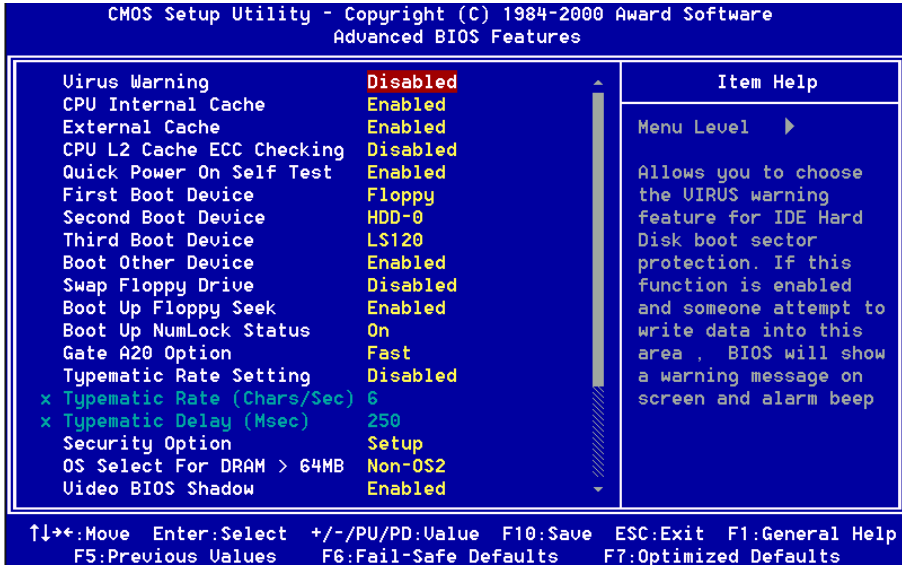 CMOS Setup Utility - Copyright (C) 1984-2000 Award Software
Advanced BIOS Features
Virus Warning Disabled
CPU Internal Cache Enabled
External Cache Enabled
CPU L2 Cache ECC Checking Disabled
Quick Power On Self Test Enabled
First Boot Device Floppy
Second Boot Device HDD-0
Third Boot Device LS120
Boot Other Device Enabled
Swap Floppy Drive Disabled
Boot Up Floppy Seek Enabled
Boot Up NumLock Status On
Gate A20 Option Fast
Typematic Rate Setting Disabled
x Typematic Rate (Chars/Sec) 6
x Typematic Delay (Msec) 250
Security Option Setup
OS Select For DRAM > 64MB Non-OS2
Video BIOS Shadow Enabled
Item Help
Menu Level ▶
Allows you to choose
the VIRUS warning
feature for IDE Hard
Disk boot sector
protection. If this
function is enabled
and someone attempt to
write data into this
area , BIOS will show
a warning message on
screen and alarm beep
↑↓→←:Move Enter:Select +/-/PU/PD:Value F10:Save ESC:Exit F1:General Help
F5:Previous Values F6:Fail-Safe Defaults F7:Optimized Defaults